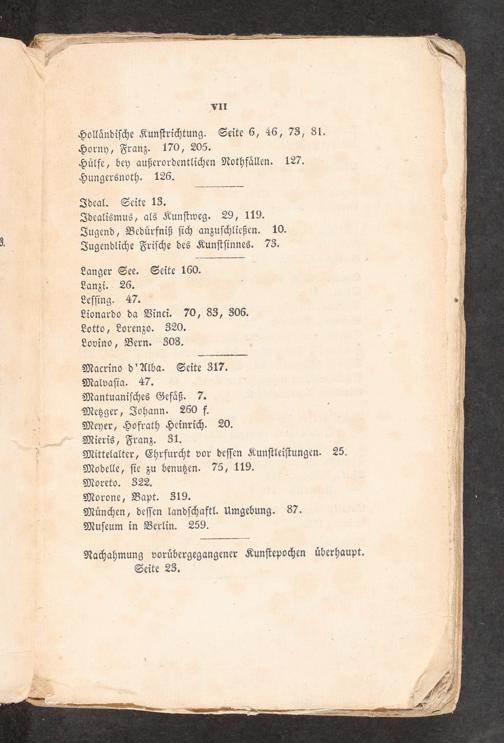 3.
VII
Holländische Kunstrichtung. Seite 6, 46, 73, 81.
Horny, Franz. 170, 205.
Hülfe, bey außerordentlichen Nothfällen. 127.
Hungersnoth. 126.
Ideal. Seite 13.
Idealismus, als Kunstweg. 29, 119.
Jugend, Bedürfniß sich anzuschließen. 10.
Jugendliche Frische des Kunstsinnes. 73.
Langer See. Seite 160.
Lanzi. 26.
Lessing. 47.
Lionardo da Vinci. 70, 83, 306.
Lotto, Lorenzo. 320.
Lovino, Bern. 308.
Macrino d'Alba. Seite 317.
Malvasia. 47.
Mantuanisches Gefäß. 7.
Metzger, Johann. 260 f.
Meyer, Hofrath Heinrich. 20.
Mieris, Franz. 31.
Mittelalter, Ehrfurcht vor dessen Kunstleistungen. 25.
Modelle, sie zu benutzen. 75, 119.
Moreto. 322.
Morone, Bapt. 319.
München, dessen landschaftl. Umgebung. 87.
Museum in Berlin. 259.
Nachahmung vorübergegangener Kunstepochen überhaupt.
Seite 23.